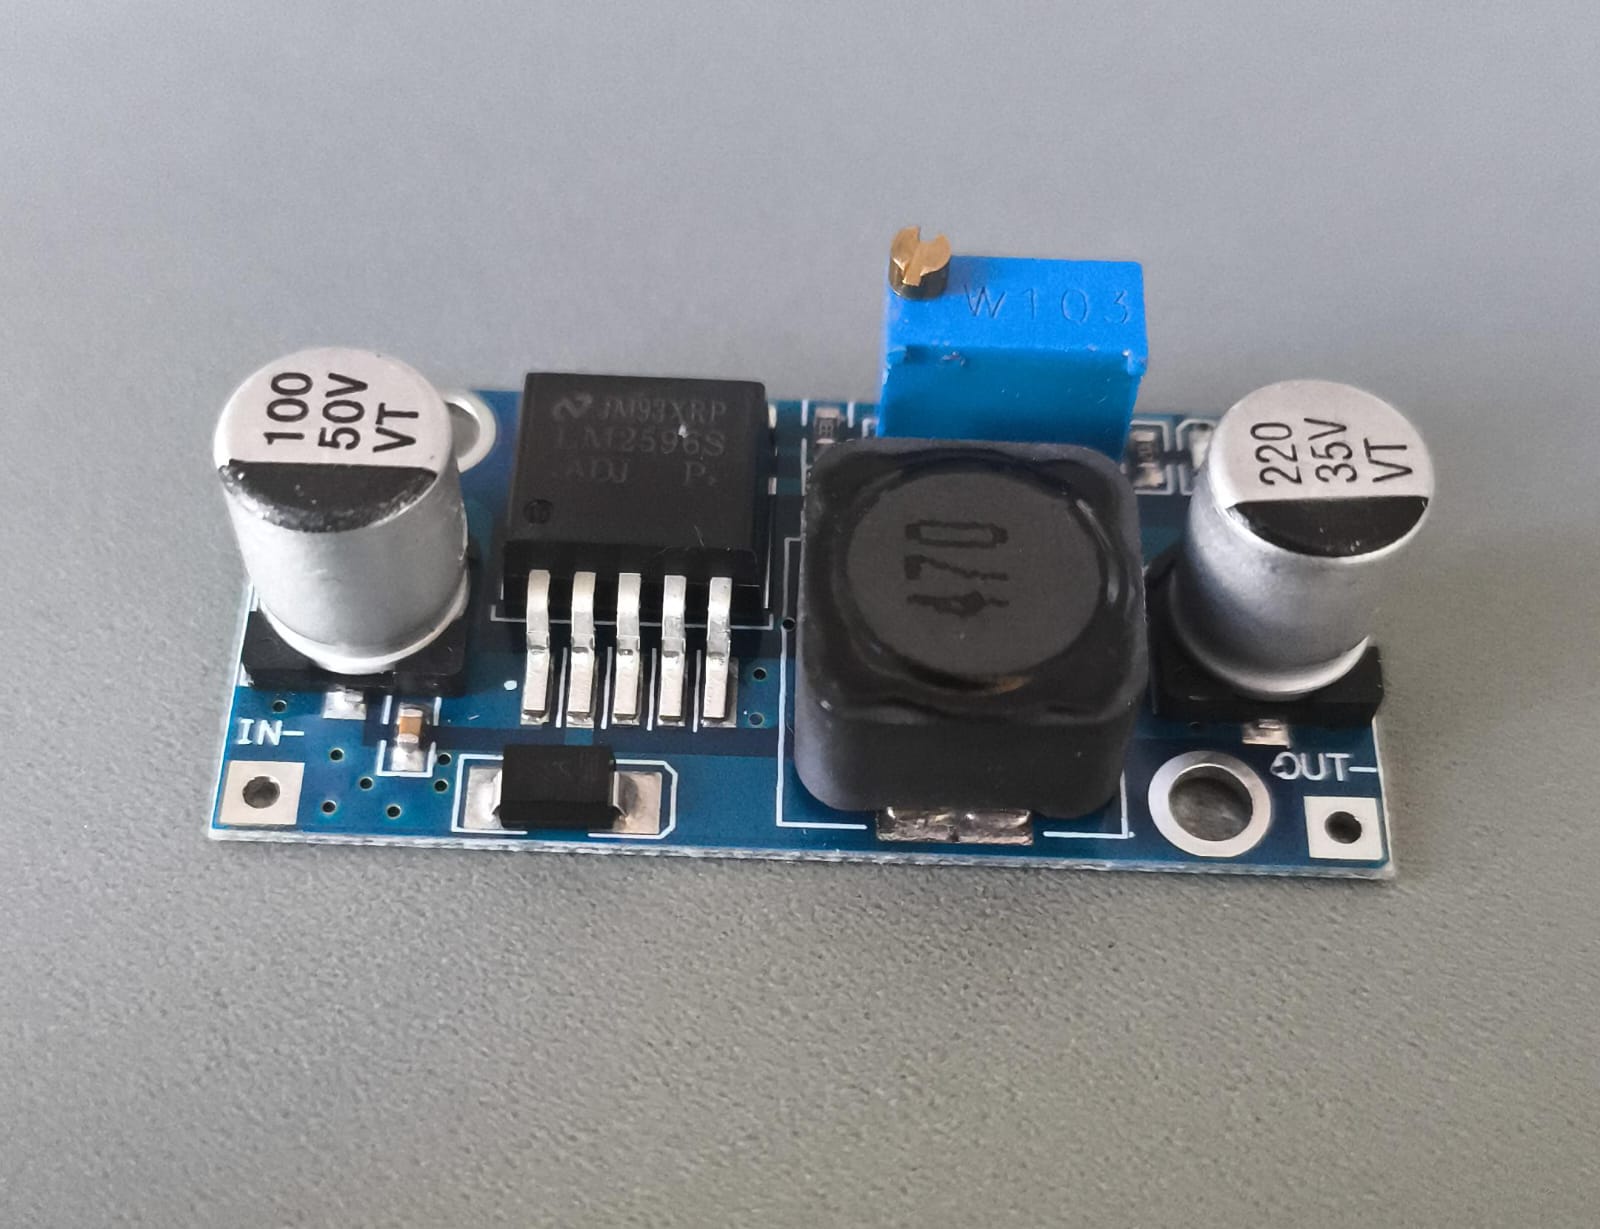 W103
100
50V
VT
JM93XRP
LM2596S
ADJ P+
220
35V
VT
470
IN-
OUT-